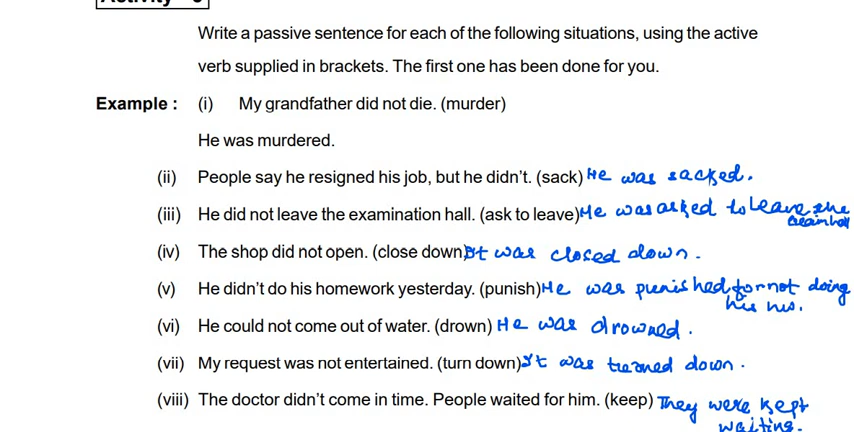 Activity – 3
Write a passive sentence for each of the following situations, using the active
verb supplied in brackets. The first one has been done for you.
Example : (i) My grandfather did not die. (murder)
He was murdered.
(ii) People say he resigned his job, but he didn't. (sack) He was sacked.
(iii) He did not leave the examination hall. (ask to leave) He was asked to leave the
exam hall
(iv) The shop did not open. (close down) It was closed down.
(v) He didn't do his homework yesterday. (punish) He was punished for not doing
his hw.
(vi) He could not come out of water. (drown) He was drowned.
(vii) My request was not entertained. (turn down) It was turned down.
(viii) The doctor didn't come in time. People waited for him. (keep) They were kept
waiting.